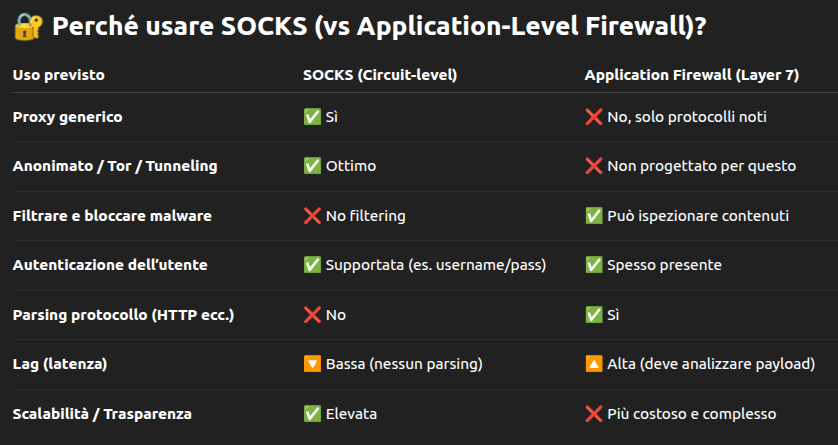 🔐 Perché usare SOCKS (vs Application-Level Firewall)?
Uso previsto SOCKS (Circuit-level) Application Firewall (Layer 7)
Proxy generico ✅ Sì ❌ No, solo protocolli noti
Anonimato / Tor / Tunneling ✅ Ottimo ❌ Non progettato per questo
Filtrare e bloccare malware ❌ No filtering ✅ Può ispezionare contenuti
Autenticazione dell’utente ✅ Supportata (es. username/pass) ✅ Spesso presente
Parsing protocollo (HTTP ecc.) ❌ No ✅ Sì
Lag (latenza) 🔽 Bassa (nessun parsing) 🔼 Alta (deve analizzare payload)
Scalabilità / Trasparenza ✅ Elevata ❌ Più costoso e complesso